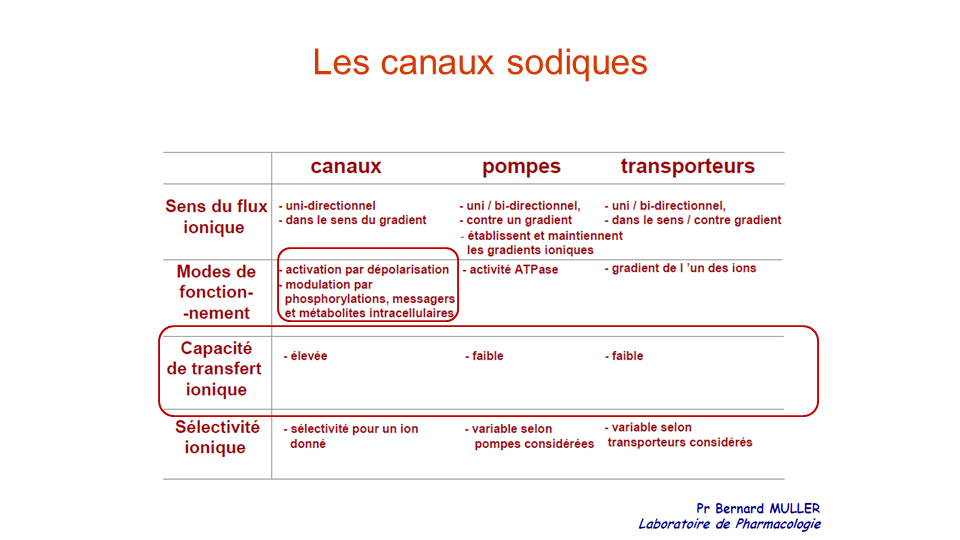 Les canaux sodiques
canaux
pompes
transporteurs
Sens du flux
ionique
- uni-directionnel
- dans le sens du gradient
- uni / bi-directionnel,
- contre un gradient
- établissent et maintiennent
les gradients ioniques
- uni / bi-directionnel,
- dans le sens / contre gradient
Modes de
fonction-
-nement
- activation par dépolarisation
- modulation par
phosphorylations, messagers
et métabolites intracellulaires
- activité ATPase
- gradient de l 'un des ions
Capacité
de transfert
ionique
- élevée
- faible
- faible
Sélectivité
ionique
- sélectivité pour un ion
donné
- variable selon
pompes considérées
- variable selon
transporteurs considérés
Pr Bernard MULLER
Laboratoire de Pharmacologie